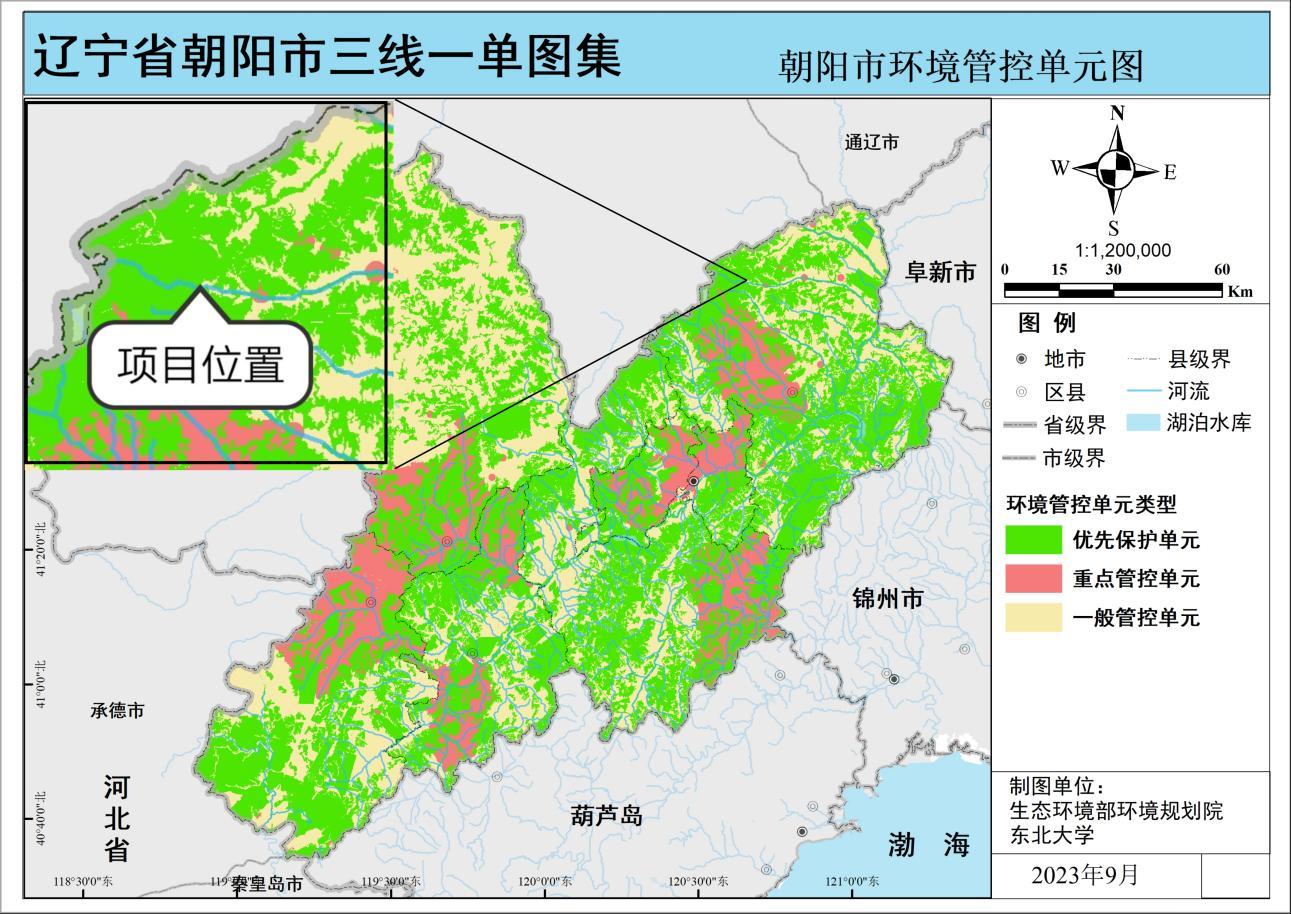 辽宁省朝阳市三线一单图集
朝阳市环境管控单元图
通辽市
阜新市
锦州市
葫芦岛
渤 海
承德市
河北省
秦皇岛市
项目位置
41°20'0"北
41°0'0"北
40°40'0"北
118°30'0"东
119°30'0"东
120°0'0"东
120°30'0"东
121°0'0"东
N
W
E
S
1:1,200,000
0 15 30 60
Km
图 例
地市
县级界
区县
河流
省级界
湖泊水库
市级界
环境管控单元类型
优先保护单元
重点管控单元
一般管控单元
制图单位：
生态环境部环境规划院
东北大学
2023年9月